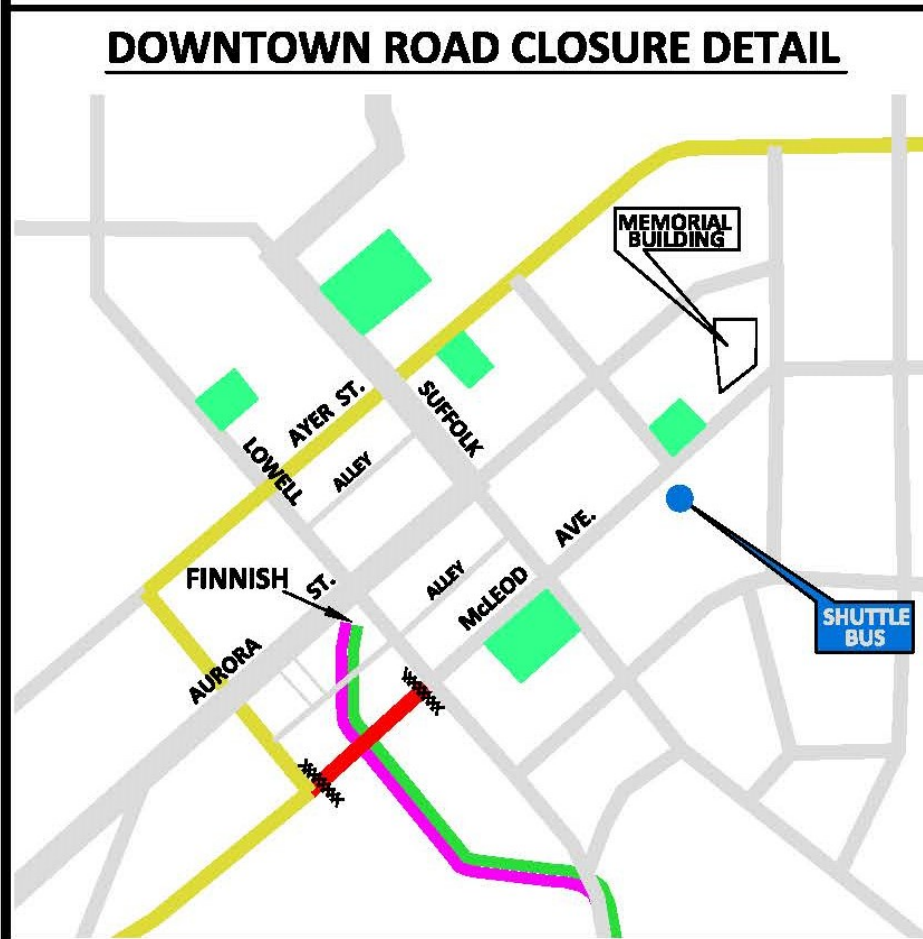 DOWNTOWN ROAD CLOSURE DETAIL
MEMORIAL
BUILDING
AYER ST.
SUFFOLK
LOWELL
ALLEY
AVE.
FINNISH
ST.
ALLEY
McLEOD
AURORA
SHUTTLE
BUS